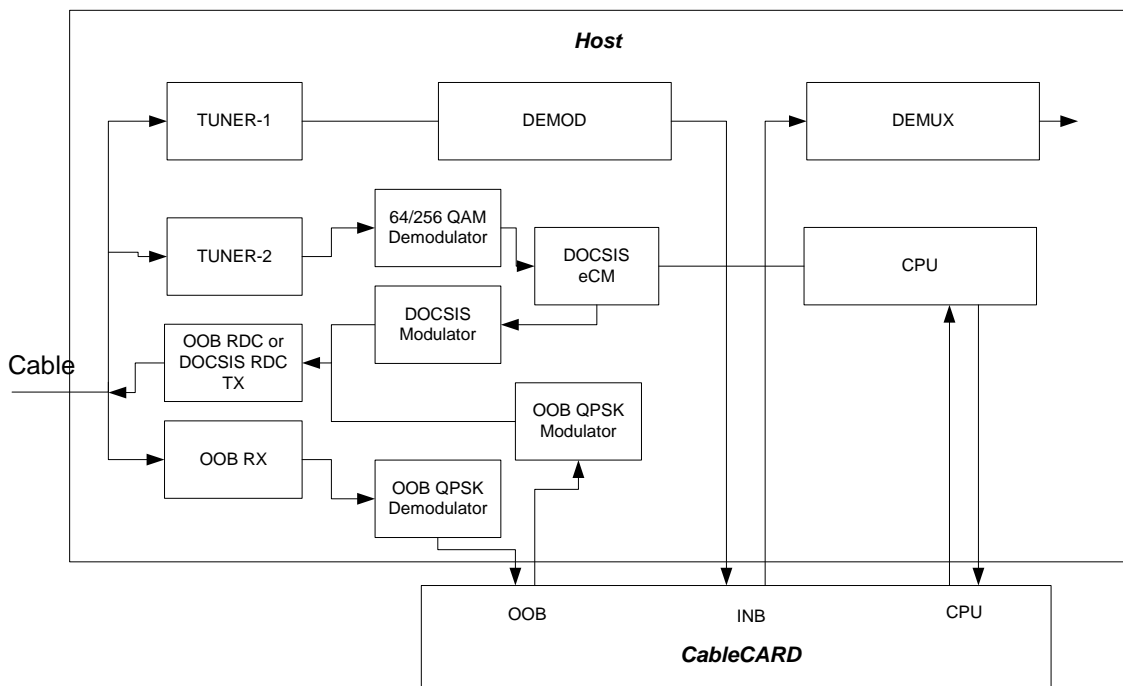 Host
TUNER-1
DEMOD
DEMUX
64/256 QAM
Demodulator
TUNER-2
DOCSIS
eCM
CPU
DOCSIS
Modulator
OOB RDC or
DOCSIS RDC
TX
Cable
OOB QPSK
Modulator
OOB RX
OOB QPSK
Demodulator
OOB
INB
CPU
CableCARD